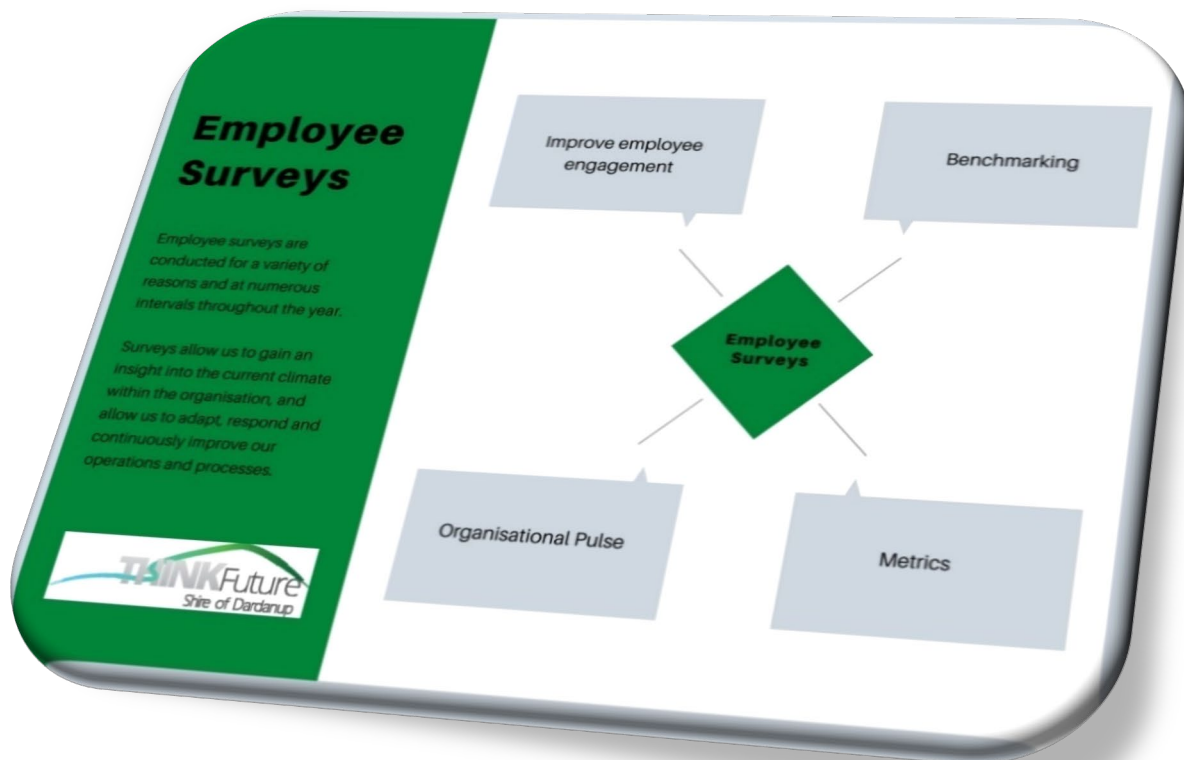 Employee
Surveys
Employee surveys are
conducted for a variety of
reasons and at numerous
intervals throughout the year.
Surveys allow us to gain an
insight into the current climate
within the organisation, and
allow us to adapt, respond and
continuously improve our
operations and processes.
THINKFuture
Shire of Dardanup
Improve employee
engagement
Benchmarking
Employee
Surveys
Organisational Pulse
Metrics